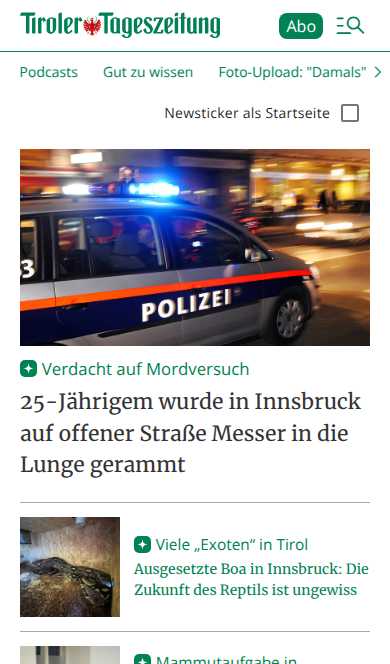 Tiroler Tageszeitung
Abo
Podcasts Gut zu wissen Foto-Upload: "Damals"
Newsticker als Startseite
3
POLIZEI
Verdacht auf Mordversuch
25-Jährigem wurde in Innsbruck
auf offener Straße Messer in die
Lunge gerammt
Viele „Exoten“ in Tirol
Ausgesetzte Boa in Innsbruck: Die
Zukunft des Reptils ist ungewiss
Mammutaufgabe in